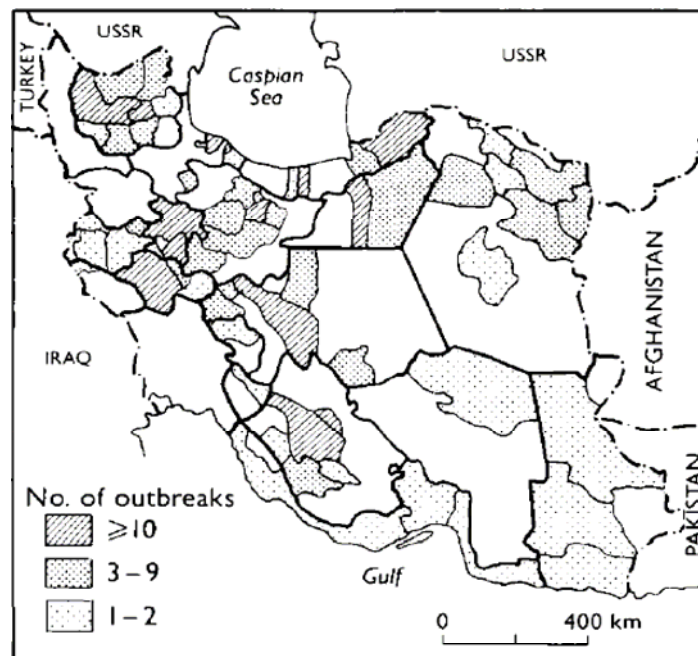 USSR
TURKEY
Caspian
Sea
USSR
AFGHANISTAN
IRAQ
PAKISTAN
No. of outbreaks
⩾10
3–9
1–2
Gulf
0 400 km